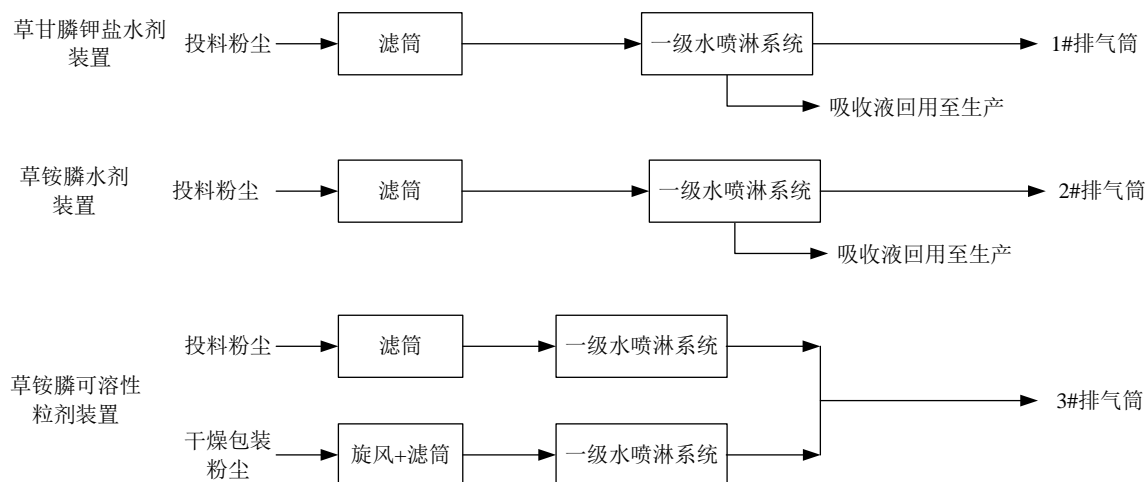 草甘膦钾盐水剂
装置
投料粉尘
滤筒
一级水喷淋系统
1#排气筒
吸收液回用至生产
草铵膦水剂
装置
投料粉尘
滤筒
一级水喷淋系统
2#排气筒
吸收液回用至生产
草铵膦可溶性
粒剂装置
投料粉尘
滤筒
一级水喷淋系统
3#排气筒
干燥包装
粉尘
旋风+滤筒
一级水喷淋系统